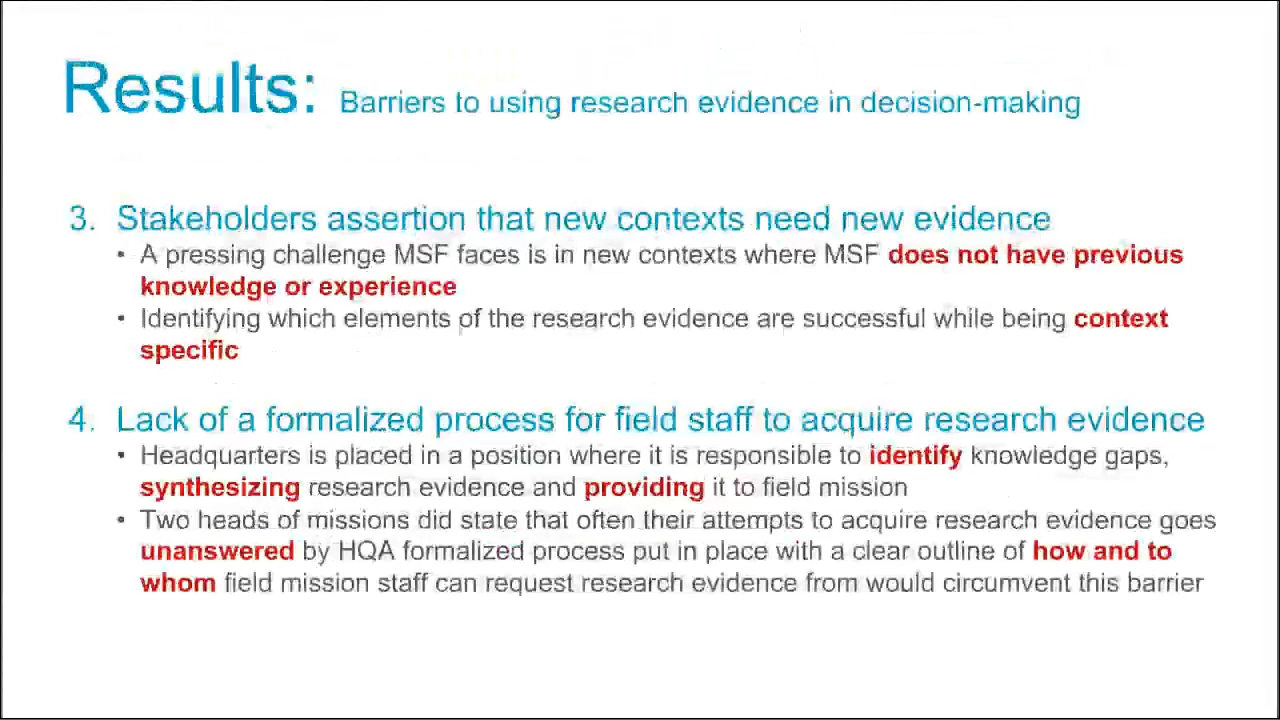 Results: Barriers to using research evidence in decision-making
3. Stakeholders assertion that new contexts need new evidence
• A pressing challenge MSF faces is in new contexts where MSF does not have previous
knowledge or experience
• Identifying which elements of the research evidence are successful while being context
specific
4. Lack of a formalized process for field staff to acquire research evidence
• Headquarters is placed in a position where it is responsible to identify knowledge gaps,
synthesizing research evidence and providing it to field mission
• Two heads of missions did state that often their attempts to acquire research evidence goes
unanswered by HQA formalized process put in place with a clear outline of how and to
whom field mission staff can request research evidence from would circumvent this barrier